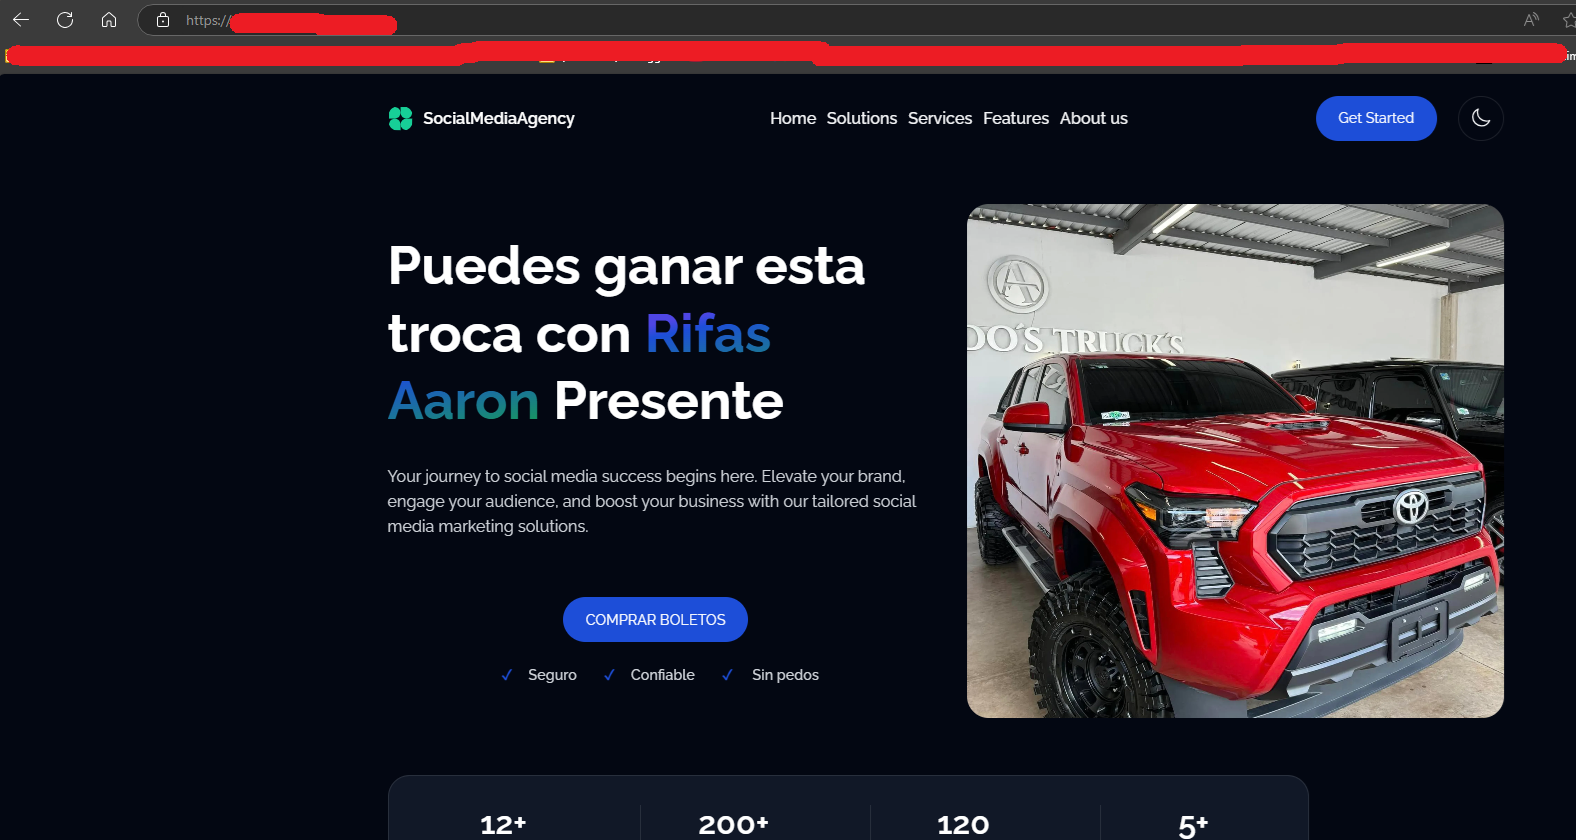 https://
SocialMediaAgency
Home Solutions Services Features About us
Get Started
Puedes ganar esta
troca con Rifas
Aaron Presente
Your journey to social media success begins here. Elevate your brand,
engage your audience, and boost your business with our tailored social
media marketing solutions.
COMPRAR BOLETOS
✓ Seguro ✓ Confiable ✓ Sin pedos
DO´S TRUCK´S
12+ 200+ 120 5+